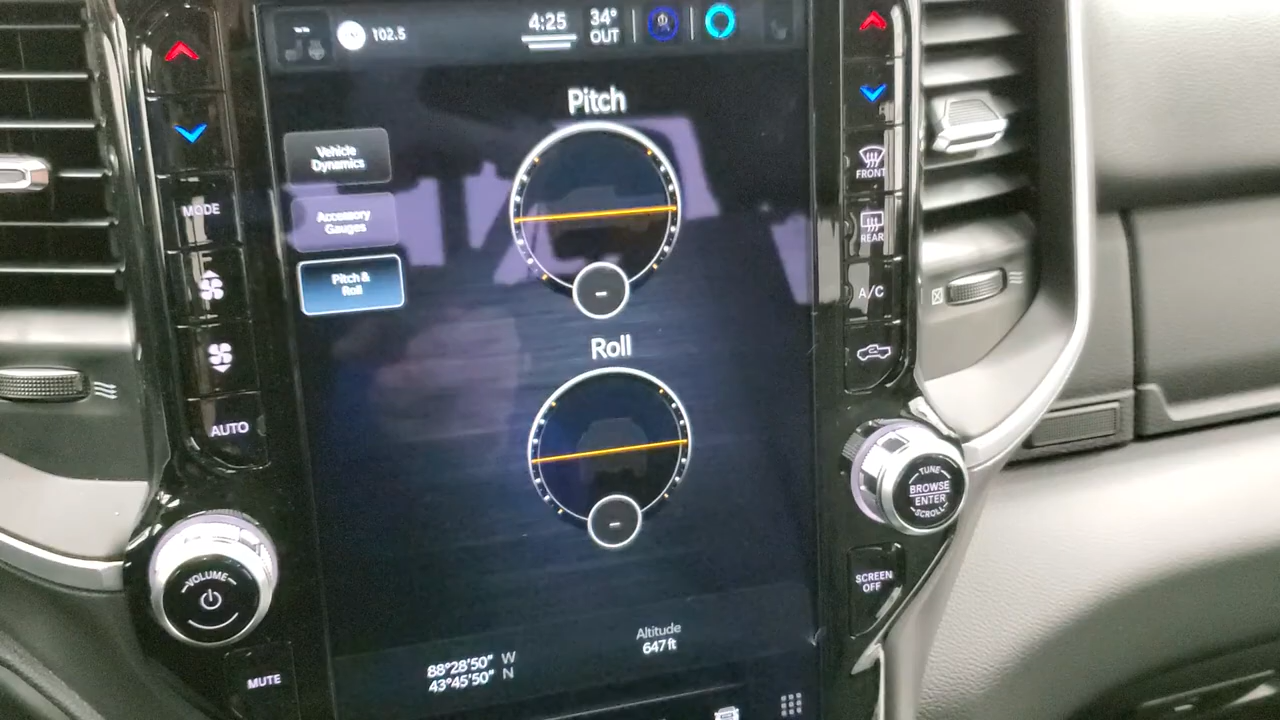 102.5
4:25
34°
OUT
Pitch
Vehicle
Dynamics
Accessory
Gauges
Pitch &
Roll
-
Roll
-
Altitude
647 ft
88°28'50" W
43°45'50" N
MODE
AUTO
VOLUME
MUTE
FRONT
REAR
A/C
TUNE
BROWSE
ENTER
SCROLL
SCREEN
OFF